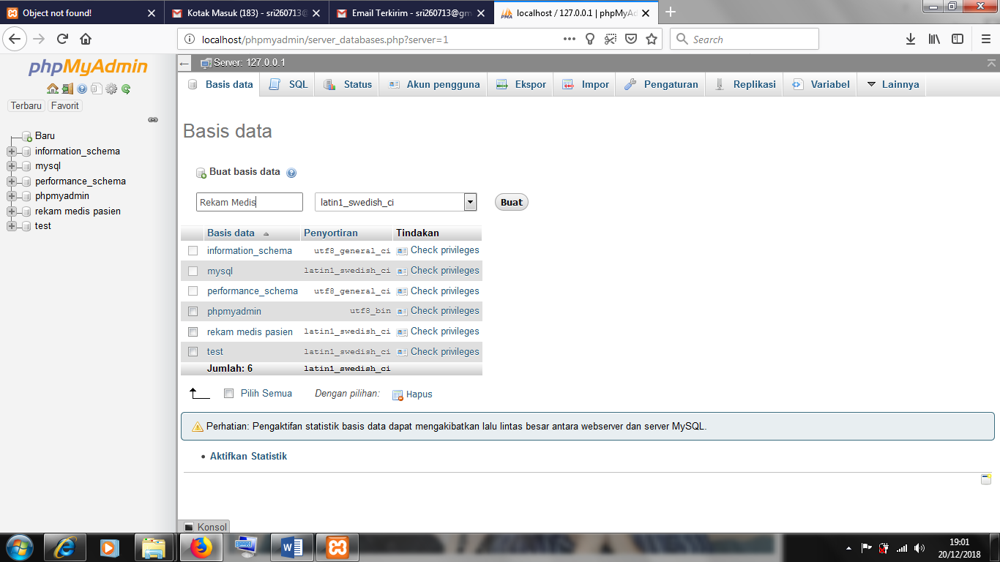 Object not found!
Kotak Masuk (183) - sri260713@
Email Terkirim - sri260713@gm
localhost / 127.0.0.1 | phpMyAd
localhost/phpmyadmin/server_databases.php?server=1
Search
phpMyAdmin
Terbaru Favorit
Baru
information_schema
mysql
performance_schema
phpmyadmin
rekam medis pasien
test
Server: 127.0.0.1
Basis data SQL Status Akun pengguna Ekspor Impor Pengaturan Replikasi Variabel Lainnya
Basis data
Buat basis data
Rekam Medis latin1_swedish_ci Buat
Basis data Penyortiran Tindakan
information_schema utf8_general_ci Check privileges
mysql latin1_swedish_ci Check privileges
performance_schema utf8_general_ci Check privileges
phpmyadmin utf8_bin Check privileges
rekam medis pasien latin1_swedish_ci Check privileges
test latin1_swedish_ci Check privileges
Jumlah: 6 latin1_swedish_ci
Pilih Semua Dengan pilihan: Hapus
Perhatian: Pengaktifan statistik basis data dapat mengakibatkan lalu lintas besar antara webserver dan server MySQL.
Aktifkan Statistik
Konsol
19:01
20/12/2018